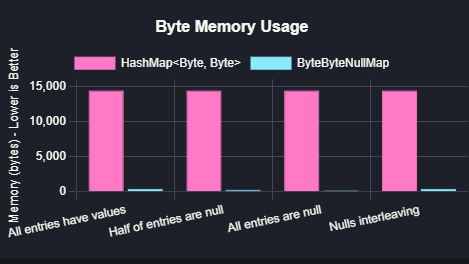 Byte Memory Usage
HashMap<Byte, Byte>
ByteByteNullMap
Memory (bytes) - Lower is Better
15,000
10,000
5,000
0
All entries have values
Half of entries are null
All entries are null
Nulls interleaving